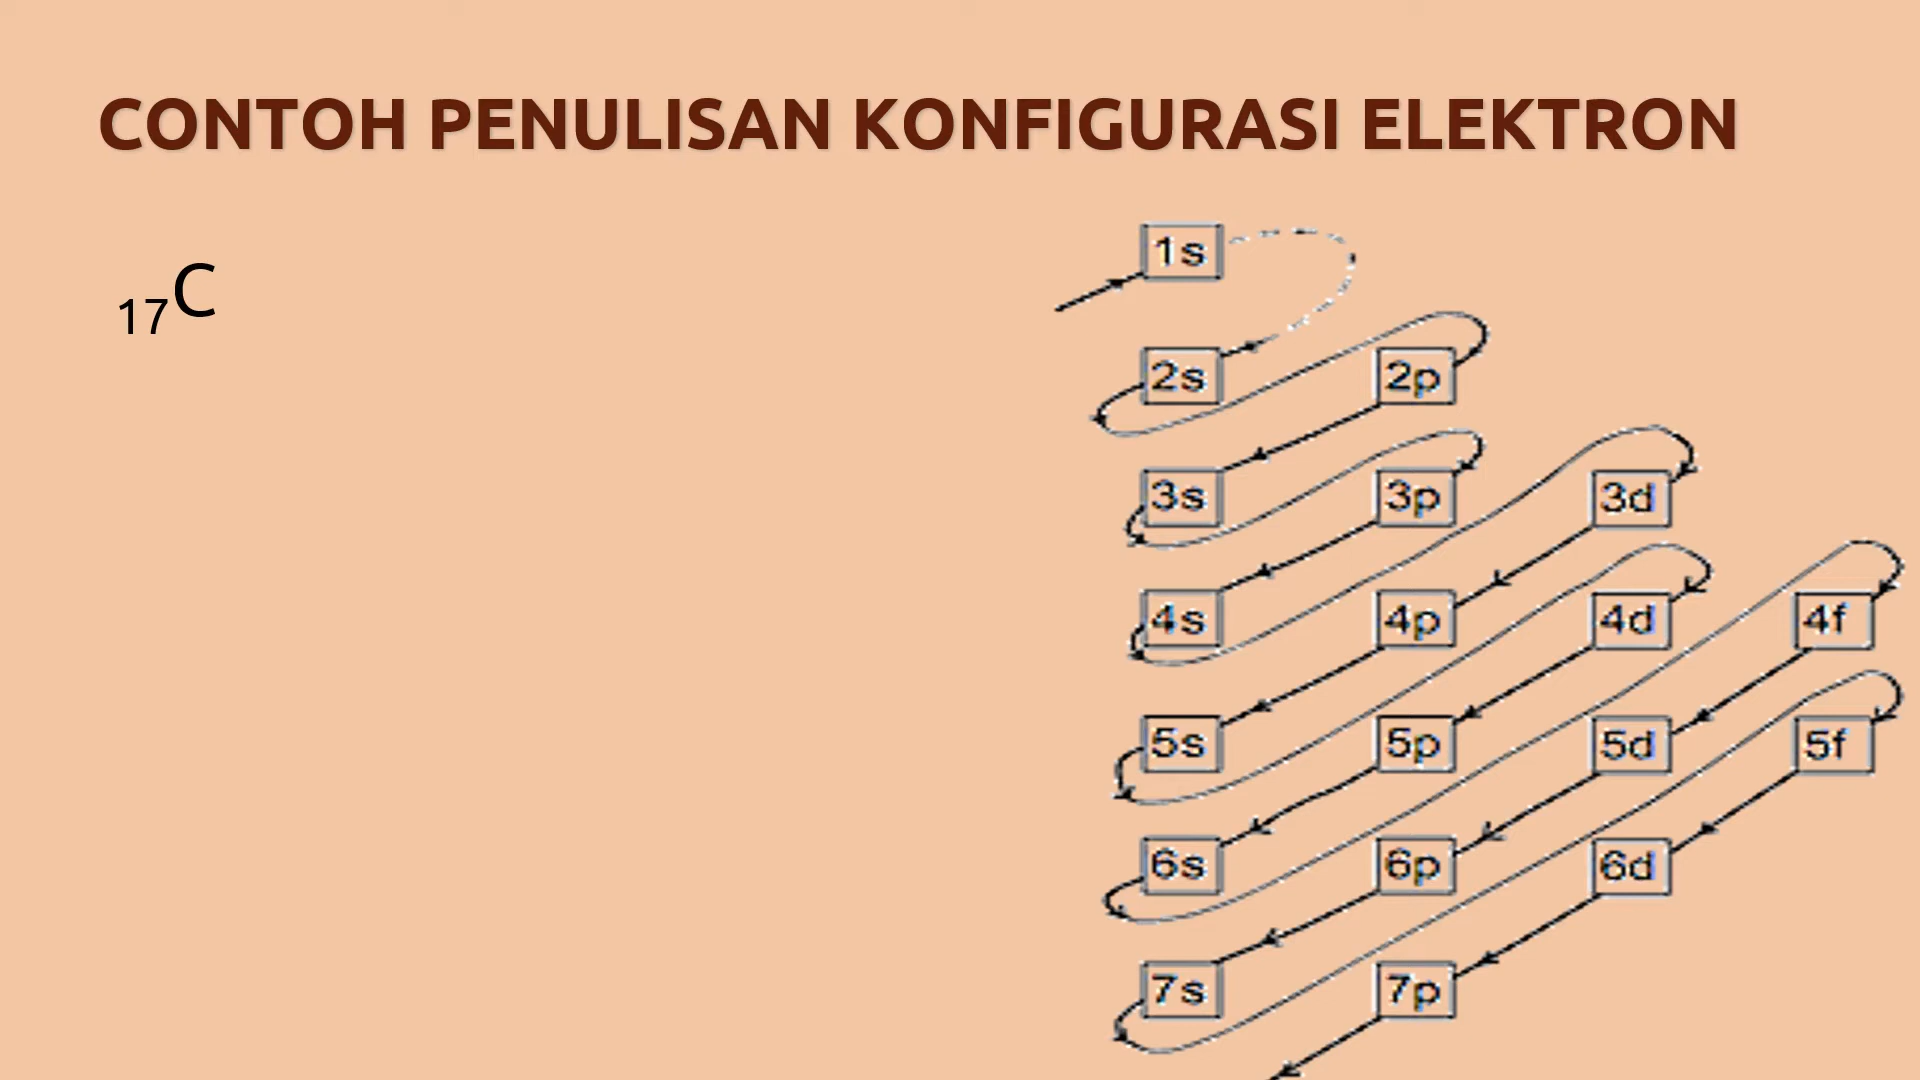 CONTOH PENULISAN KONFIGURASI ELEKTRON
₁₇C
1s
2s 2p
3s 3p 3d
4s 4p 4d 4f
5s 5p 5d 5f
6s 6p 6d
7s 7p